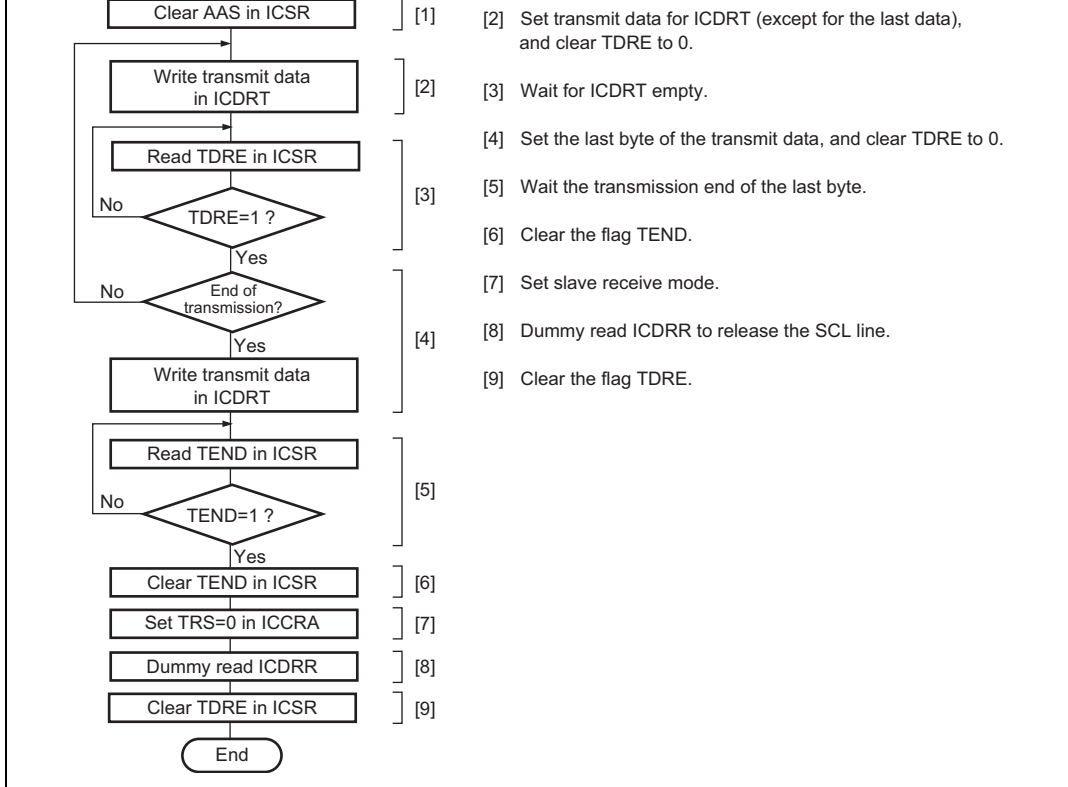 Clear AAS in ICSR
[1]
[2] Set transmit data for ICDRT (except for the last data),
and clear TDRE to 0.
Write transmit data
in ICDRT
[2]
[3] Wait for ICDRT empty.
[4] Set the last byte of the transmit data, and clear TDRE to 0.
Read TDRE in ICSR
[3]
[5] Wait the transmission end of the last byte.
No
TDRE=1 ?
Yes
[6] Clear the flag TEND.
[7] Set slave receive mode.
No
End of
transmission?
[4]
Yes
[8] Dummy read ICDRR to release the SCL line.
Write transmit data
in ICDRT
[9] Clear the flag TDRE.
Read TEND in ICSR
[5]
No
TEND=1 ?
Yes
Clear TEND in ICSR
[6]
Set TRS=0 in ICCRA
[7]
Dummy read ICDRR
[8]
Clear TDRE in ICSR
[9]
End